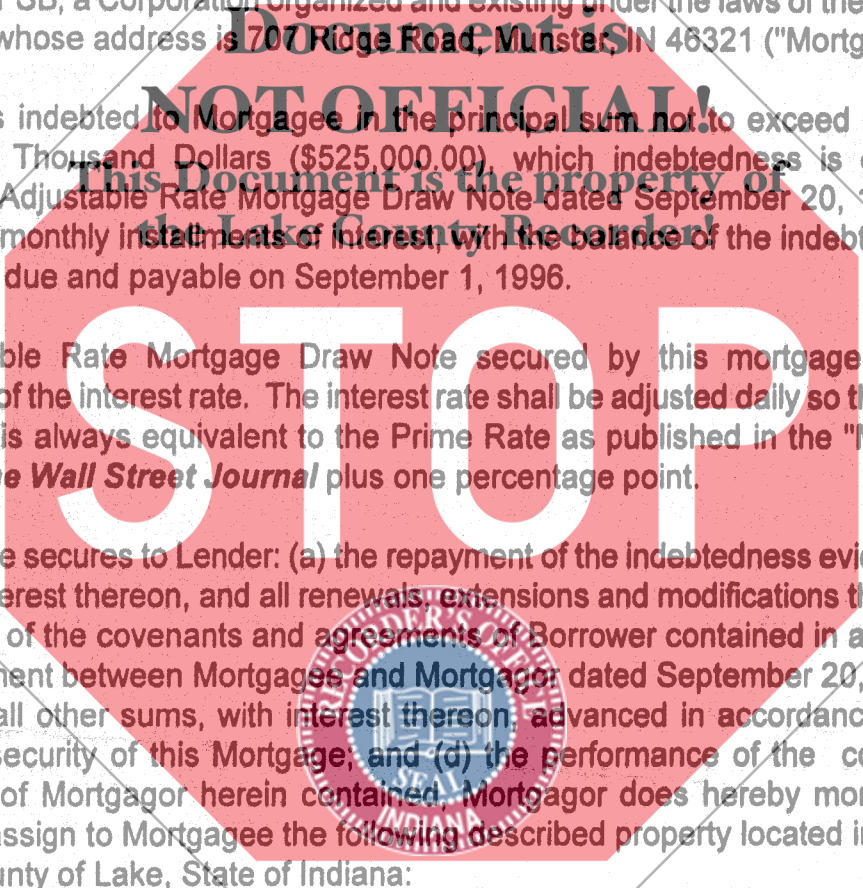 SB, a Corporation organized and existing under the laws of the
whose address is 707 Ridge Road, Munster, IN 46321 ("Mortg
Document is
NOT OFFICIAL!
This Document is the property of
the Lake County Recorder!
indebted to Mortgagee in the principal sum not to exceed
Thousand Dollars ($525,000.00), which indebtedness is
Adjustable Rate Mortgage Draw Note dated September 20,
monthly installments of interest, with the balance of the indebt
due and payable on September 1, 1996.
STOP
ble Rate Mortgage Draw Note secured by this mortgage
of the interest rate. The interest rate shall be adjusted daily so th
is always equivalent to the Prime Rate as published in the "M
e Wall Street Journal plus one percentage point.
e secures to Lender: (a) the repayment of the indebtedness evi
erest thereon, and all renewals, extensions and modifications th
of the covenants and agreements of Borrower contained in a
ment between Mortgagee and Mortgagor dated September 20,
all other sums, with interest thereon, advanced in accordanc
security of this Mortgage; and (d) the performance of the co
of Mortgagor herein contained, Mortgagor does hereby mor
assign to Mortgagee the following described property located in
unty of Lake, State of Indiana:
RECORDER'S OFFICE
SEAL
INDIANA